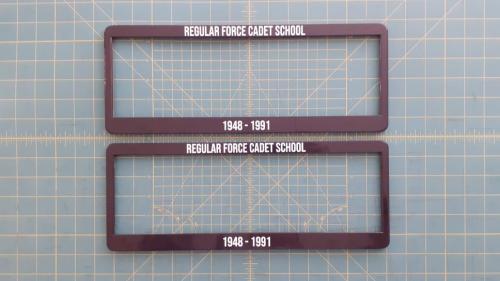 REGULAR FORCE CADET SCHOOL
1948 - 1991
REGULAR FORCE CADET SCHOOL
1948 - 1991